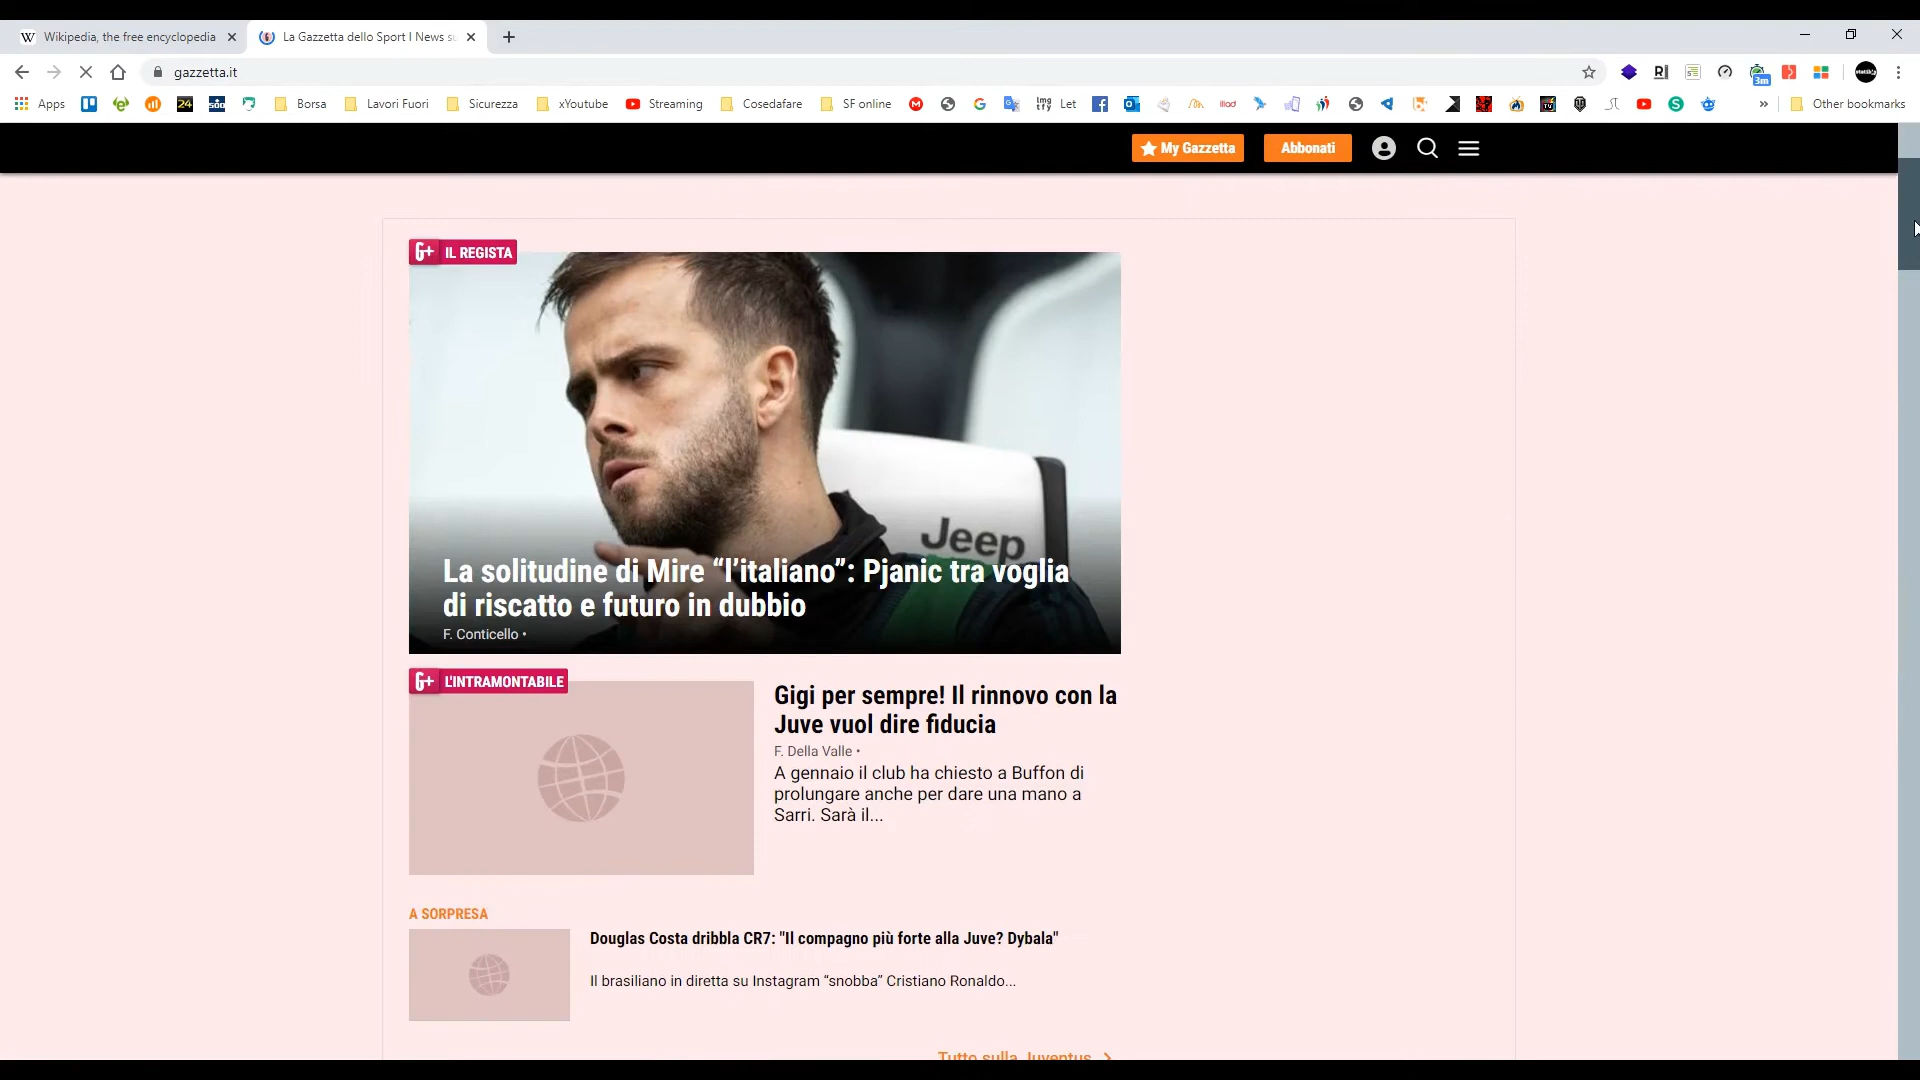 Wikipedia, the free encyclopedia
La Gazzetta dello Sport | News su
gazzetta.it
3m
Apps
24
Borsa
Lavori Fuori
Sicurezza
xYoutube
Streaming
Cosedafare
SF online
Let
Other bookmarks
My Gazzetta
Abbonati
G+ IL REGISTA
Jeep
La solitudine di Mire “l’italiano”: Pjanic tra voglia
di riscatto e futuro in dubbio
F. Conticello •
G+ L'INTRAMONTABILE
Gigi per sempre! Il rinnovo con la
Juve vuol dire fiducia
F. Della Valle •
A gennaio il club ha chiesto a Buffon di
prolungare anche per dare una mano a
Sarri. Sarà il...
A SORPRESA
Douglas Costa dribbla CR7: "Il compagno più forte alla Juve? Dybala"
Il brasiliano in diretta su Instagram “snobba” Cristiano Ronaldo...
Tutto sulla Juventus